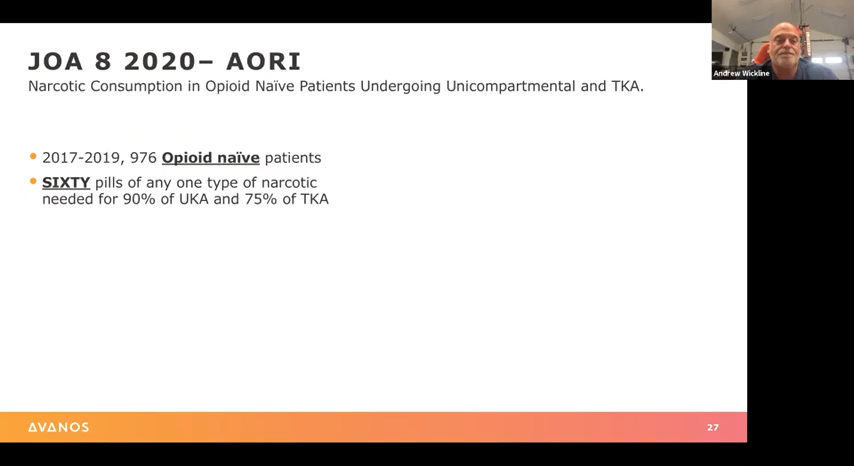 JOA 8 2020– AORI
Narcotic Consumption in Opioid Naïve Patients Undergoing Unicompartmental and TKA.
Andrew Wickline
• 2017-2019, 976 Opioid naïve patients
• SIXTY pills of any one type of narcotic
needed for 90% of UKA and 75% of TKA
AVANOS
27